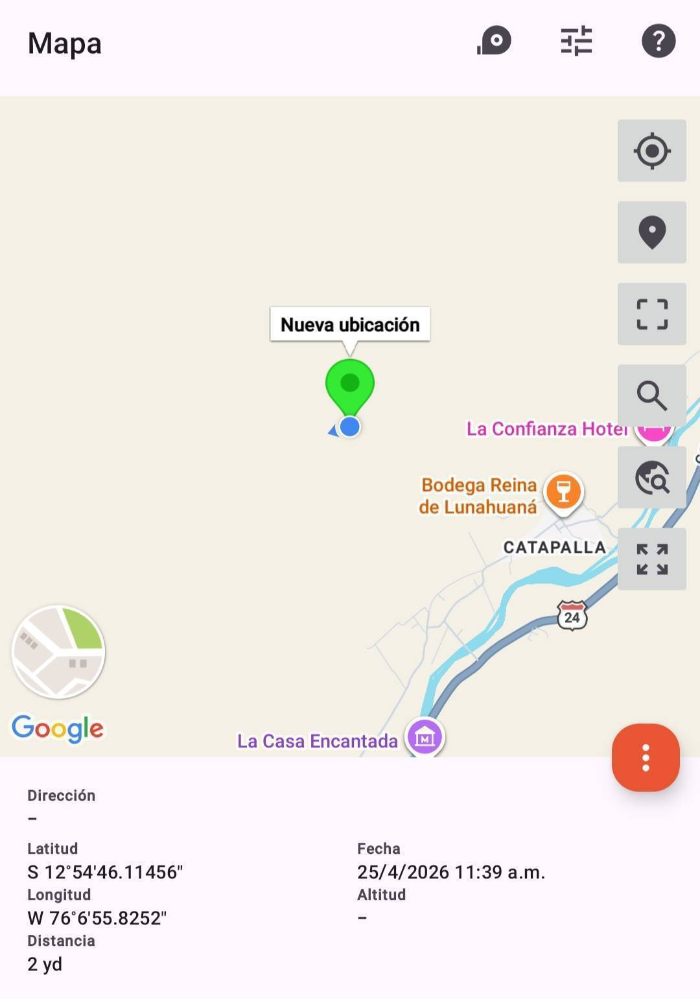 Mapa
Nueva ubicación
La Confianza Hotel
Bodega Reina
de Lunahuaná
CATAPALLA
24
Google
La Casa Encantada
Dirección
–
Latitud
S 12°54'46.11456"
Longitud
W 76°6'55.8252"
Distancia
2 yd
Fecha
25/4/2026 11:39 a.m.
Altitud
–